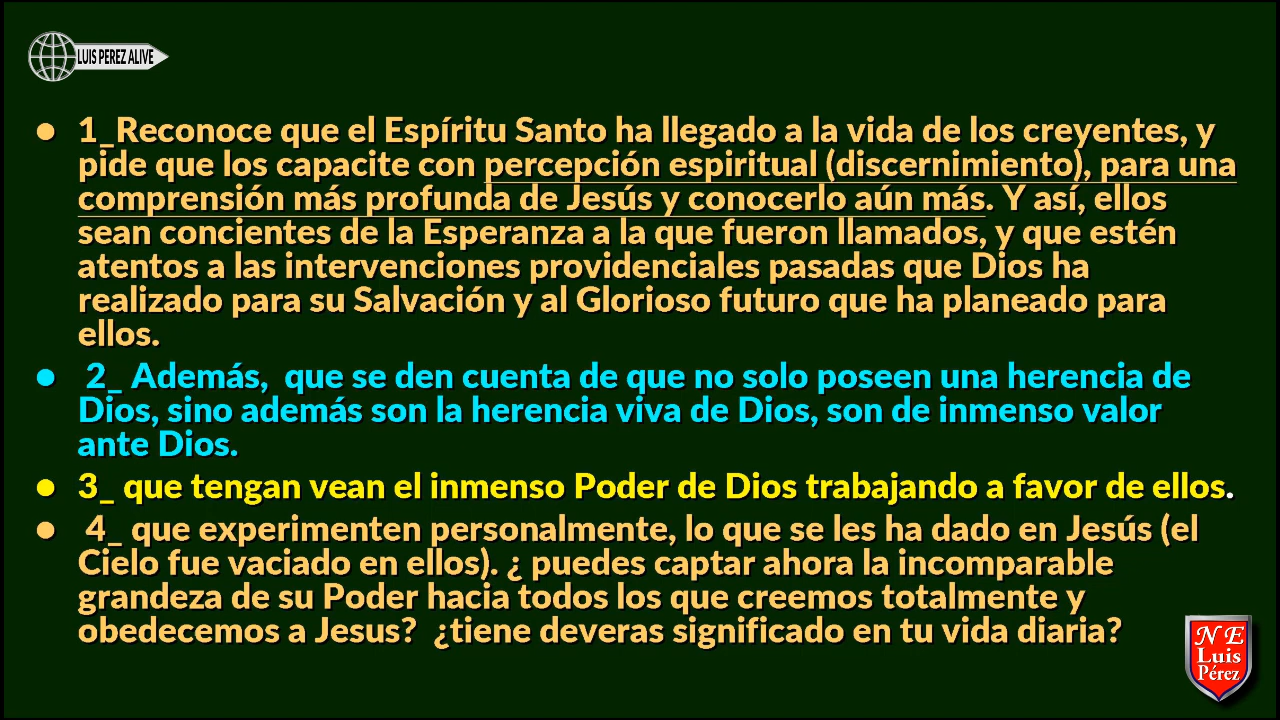 LUIS PEREZ ALIVE
• 1_Reconoce que el Espíritu Santo ha llegado a la vida de los creyentes, y
pide que los capacite con percepción espiritual (discernimiento), para una
comprensión más profunda de Jesús y conocerlo aún más. Y así, ellos
sean concientes de la Esperanza a la que fueron llamados, y que estén
atentos a las intervenciones providenciales pasadas que Dios ha
realizado para su Salvación y al Glorioso futuro que ha planeado para
ellos.
• 2_ Además,  que se den cuenta de que no solo poseen una herencia de
Dios, sino además son la herencia viva de Dios, son de inmenso valor
ante Dios.
• 3_ que tengan vean el inmenso Poder de Dios trabajando a favor de ellos.
• 4_ que experimenten personalmente, lo que se les ha dado en Jesús (el
Cielo fue vaciado en ellos). ¿ puedes captar ahora la incomparable
grandeza de su Poder hacia todos los que creemos totalmente y
obedecemos a Jesus?  ¿tiene deveras significado en tu vida diaria?
N E
Luis
Pérez